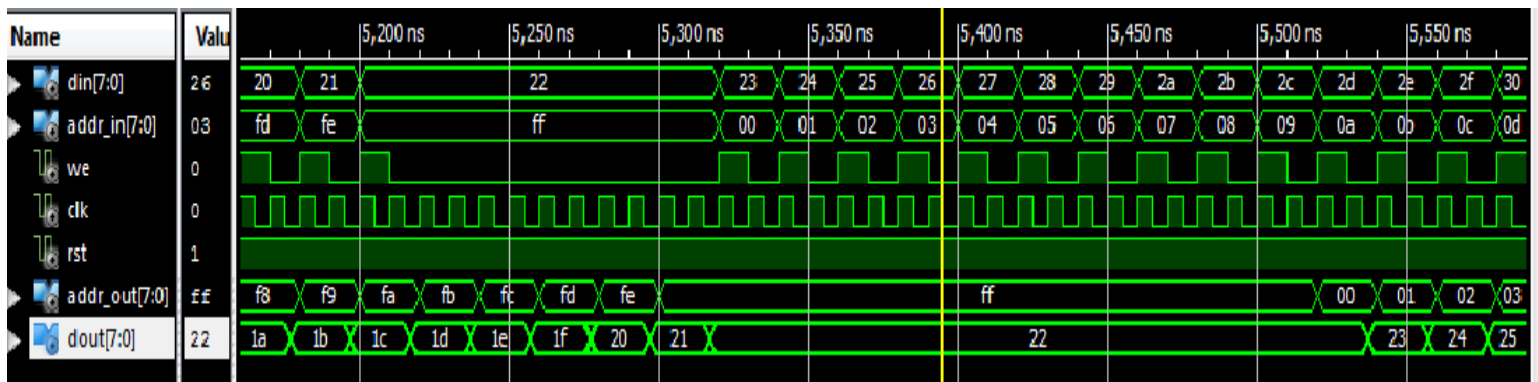 Name Valu 5,200 ns 5,250 ns 5,300 ns 5,350 ns 5,400 ns 5,450 ns 5,500 ns 5,550 ns
din[7:0] 26 20 21 22 23 24 25 26 27 28 29 2a 2b 2c 2d 2e 2f 30
addr_in[7:0] 03 fd fe ff 00 01 02 03 04 05 06 07 08 09 0a 0b 0c 0d
we 0
clk 0
rst 1
addr_out[7:0] ff f8 f9 fa fb fc fd fe ff 00 01 02 03
dout[7:0] 22 1a 1b 1c 1d 1e 1f 20 21 22 23 24 25